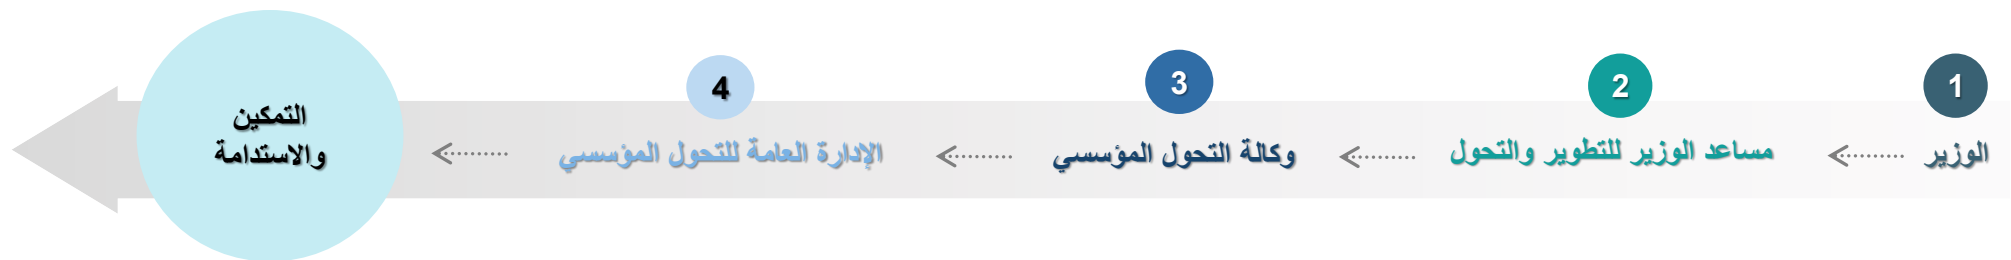 1
الوزير
2
مساعد الوزير للتطوير والتحول
3
وكالة التحول المؤسسي
4
الإدارة العامة للتحول المؤسسي
التمكين
والاستدامة